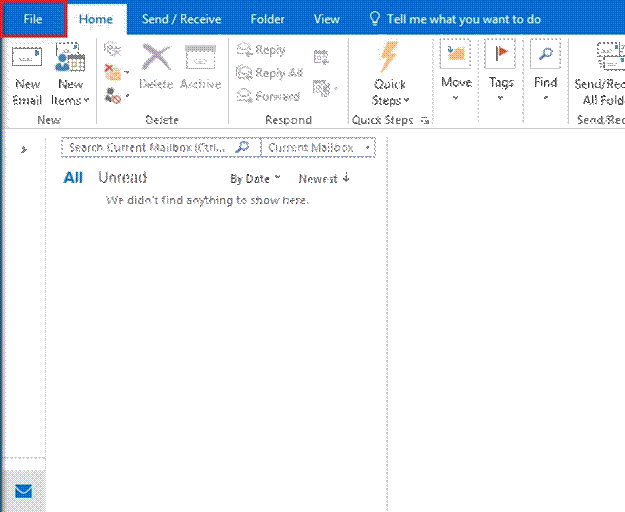 File Home Send / Receive Folder View Tell me what you want to do
New Email
New Items
Delete
Archive
Reply
Reply All
Forward
Quick Steps
Move
Tags
Find
Send/Rec
All Folde
New Delete Respond Quick Steps Send/Rec
Search Current Mailbox (Ctrl... Current Mailbox
All Unread By Date Newest
We didn't find anything to show here.